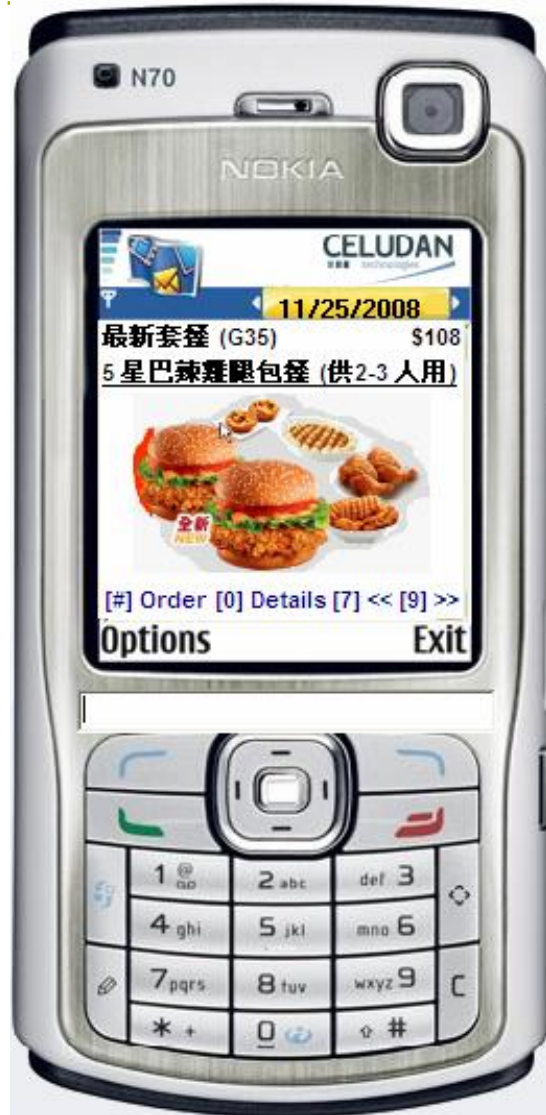 N70
NOKIA
CELUDAN
technologies
11/25/2008
最新套餐 (G35) $108
5 星巴辣雞腿包餐 (供2-3 人用)
全新
NEW
[#] Order [0] Details [7] << [9] >>
Options Exit
1 @ 2 abc def 3
4 ghi 5 jkl mno 6
7 pqrs 8 tuv wxyz 9 C
* + 0 #